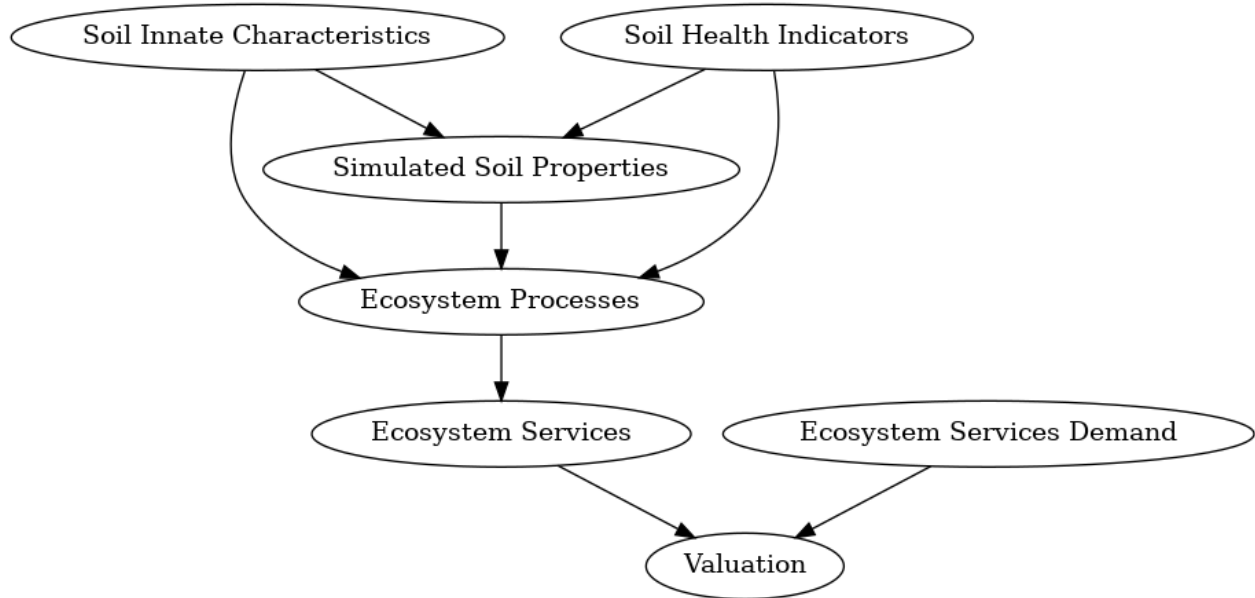 Soil Innate Characteristics
Soil Health Indicators
Simulated Soil Properties
Ecosystem Processes
Ecosystem Services
Ecosystem Services Demand
Valuation